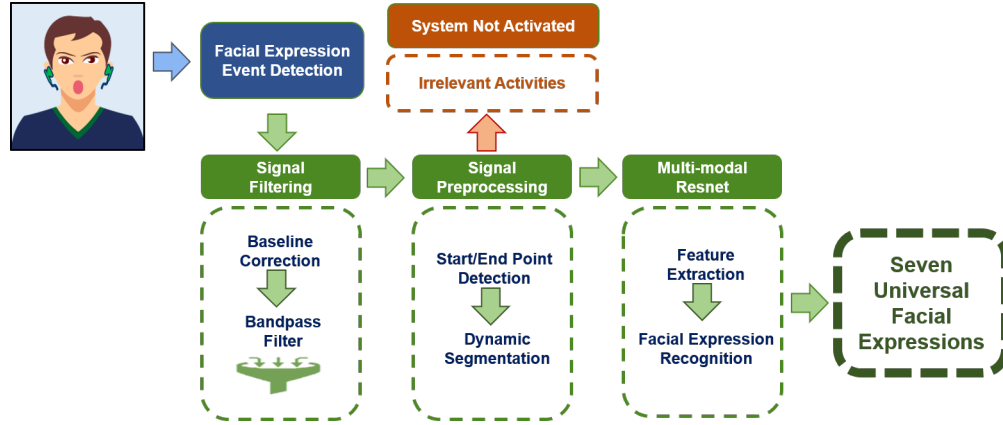 Facial Expression
Event Detection
System Not Activated
Irrelevant Activities
Signal
Filtering
Signal
Preprocessing
Multi-modal
Resnet
Baseline
Correction
Bandpass
Filter
Start/End Point
Detection
Dynamic
Segmentation
Feature
Extraction
Facial Expression
Recognition
Seven
Universal
Facial
Expressions